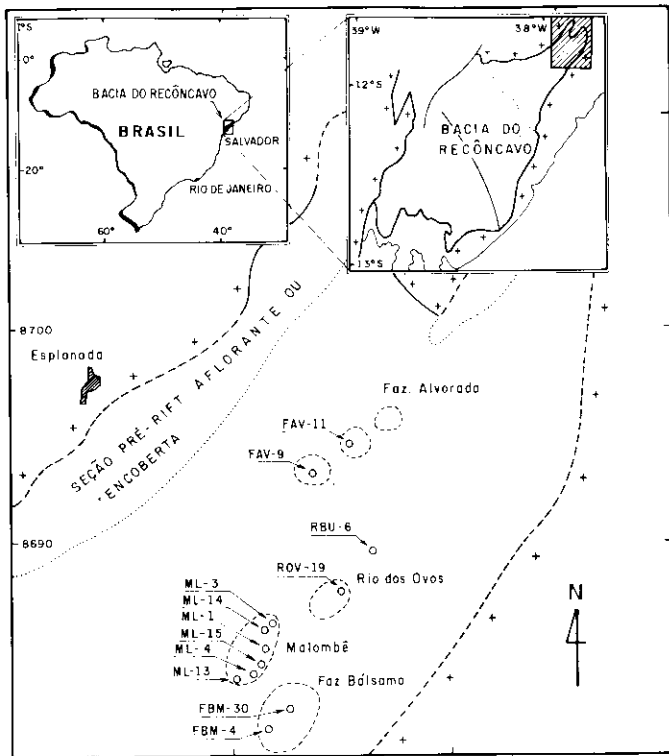 1°S
0°
BACIA DO RECÔNCAVO
BRASIL
SALVADOR
20°
RIO DE JANEIRO
60°
40°
39°W
38°W
12°S
BACIA DO
RECÔNCAVO
13°S
8700
Esplanada
SEÇÃO PRÉ-RIFT AFLORANTE OU
ENCOBERTA
Faz. Alvorada
FAV-11
FAV-9
8690
RBU-6
ROV-19
Rio dos Ovos
ML-3
ML-14
ML-1
ML-15
ML-4
ML-13
Malombê
Faz Bálsamo
FBM-30
FBM-4
N